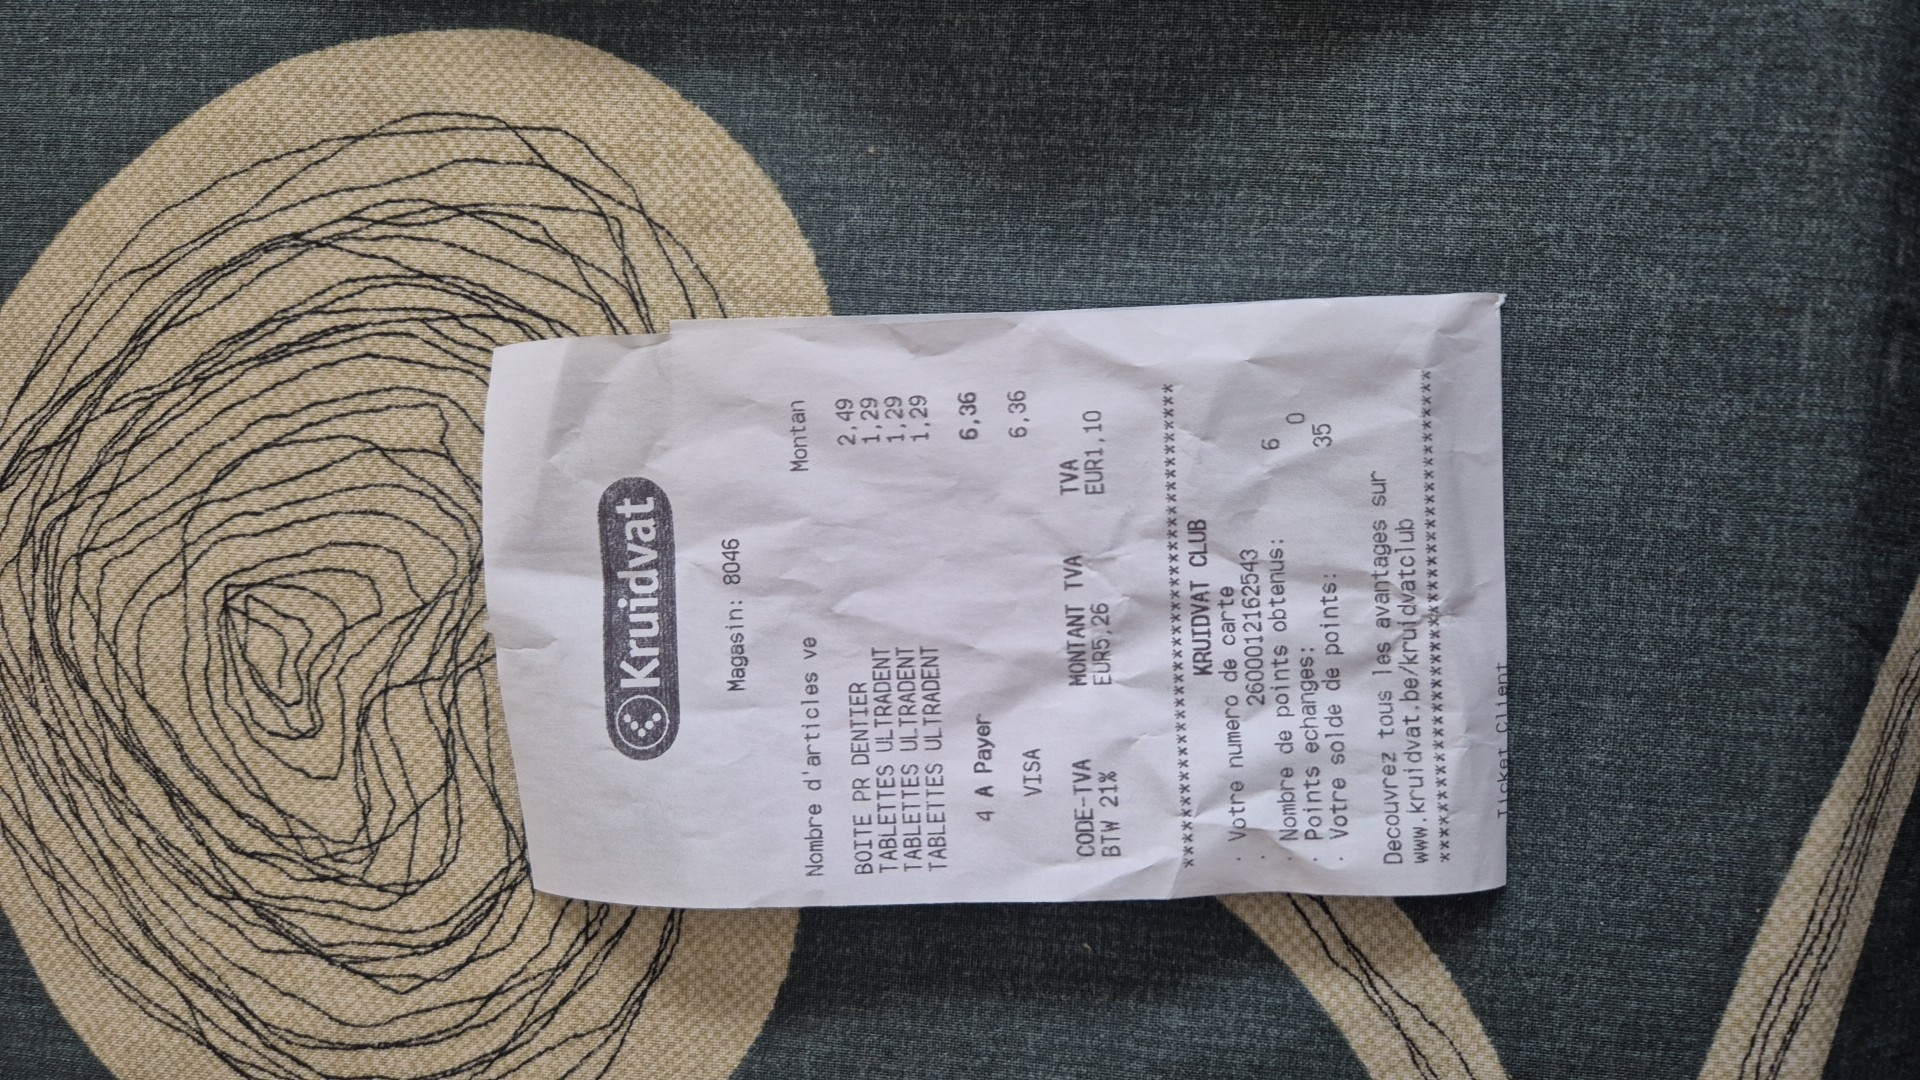 Kruidvat
Magasin: 8046
Nombre d'articles ve Montan
BOITE PR DENTIER 2,49
TABLETTES ULTRADENT 1,29
TABLETTES ULTRADENT 1,29
TABLETTES ULTRADENT 1,29
4 A Payer 6,36
VISA 6,36
CODE-TVA MONTANT TVA TVA
BTW 21% EUR5,26 EUR1,10
****************************************
KRUIDVAT CLUB
. Votre numero de carte
. 2600012162543
. Nombre de points obtenus: 6
. Points echanges: 0
. Votre solde de points: 35
Decouvrez tous les avantages sur
www.kruidvat.be/kruidvatclub
****************************************
Ticket Client